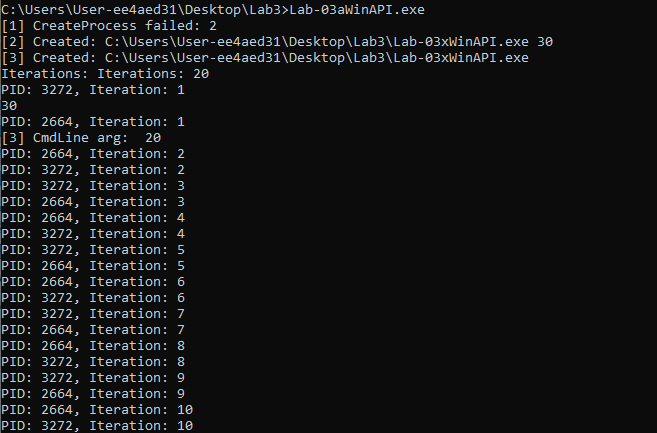 C:\Users\User-ee4aed31\Desktop\Lab3>Lab-03aWinAPI.exe
[1] CreateProcess failed: 2
[2] Created: C:\Users\User-ee4aed31\Desktop\Lab3\Lab-03xWinAPI.exe 30
[3] Created: C:\Users\User-ee4aed31\Desktop\Lab3\Lab-03xWinAPI.exe
Iterations: Iterations: 20
PID: 3272, Iteration: 1
30
PID: 2664, Iteration: 1
[3] CmdLine arg:  20
PID: 2664, Iteration: 2
PID: 3272, Iteration: 2
PID: 3272, Iteration: 3
PID: 2664, Iteration: 3
PID: 2664, Iteration: 4
PID: 3272, Iteration: 4
PID: 3272, Iteration: 5
PID: 2664, Iteration: 5
PID: 2664, Iteration: 6
PID: 3272, Iteration: 6
PID: 3272, Iteration: 7
PID: 2664, Iteration: 7
PID: 2664, Iteration: 8
PID: 3272, Iteration: 8
PID: 3272, Iteration: 9
PID: 2664, Iteration: 9
PID: 2664, Iteration: 10
PID: 3272, Iteration: 10